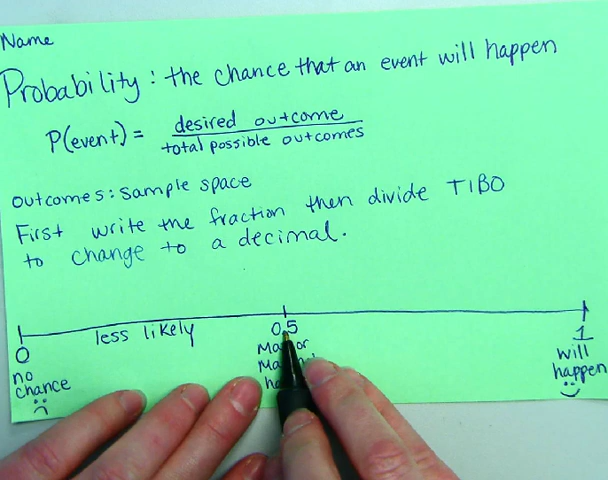 Name
Probability: the chance that an event will happen
P(event) = desired outcome
total possible outcomes
outcomes: sample space
First write the fraction then divide TIBO
to change to a decimal.
less likely
0 0.5 1
no
chance
will
happen